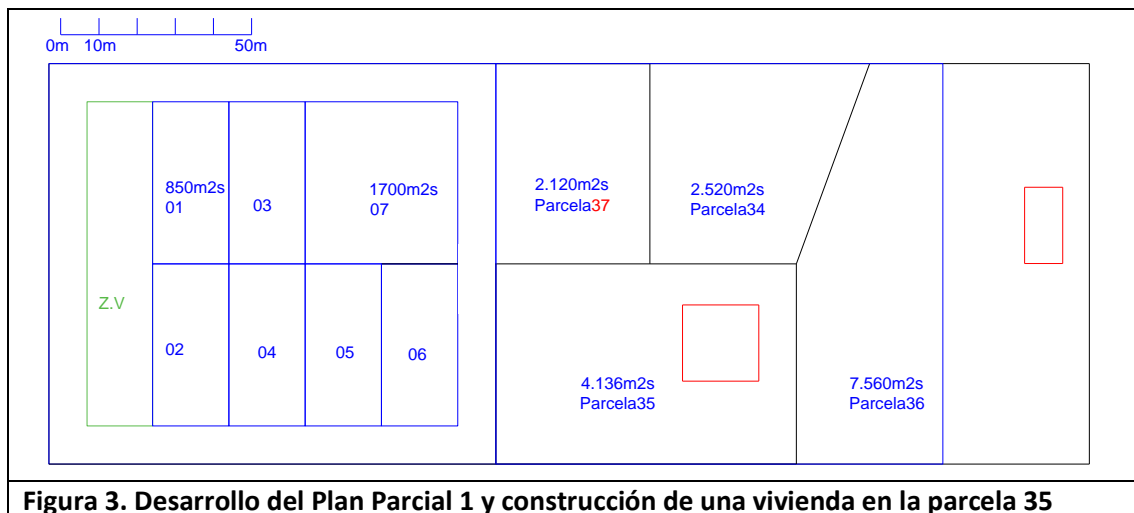 0m 10m 50m
850m2s
01
03
1700m2s
07
2.120m2s
Parcela37
2.520m2s
Parcela34
Z.V
02
04
05
06
4.136m2s
Parcela35
7.560m2s
Parcela36
Figura 3. Desarrollo del Plan Parcial 1 y construcción de una vivienda en la parcela 35